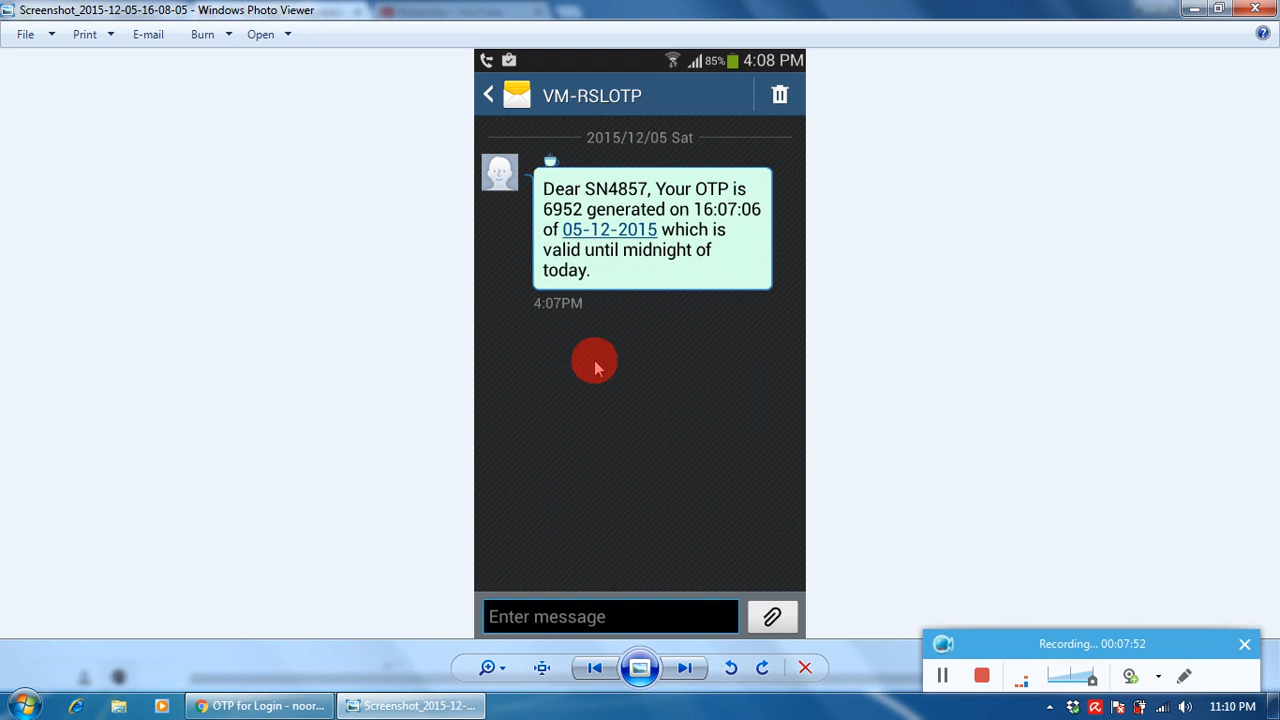 Screenshot_2015-12-05-16-08-05 - Windows Photo Viewer
File Print E-mail Burn Open
85% 4:08 PM
VM-RSLOTP
2015/12/05 Sat
Dear SN4857, Your OTP is
6952 generated on 16:07:06
of 05-12-2015 which is
valid until midnight of
today.
4:07PM
Enter message
Recording... 00:07:52
OTP for Login - noor...
Screenshot_2015-12-...
11:10 PM